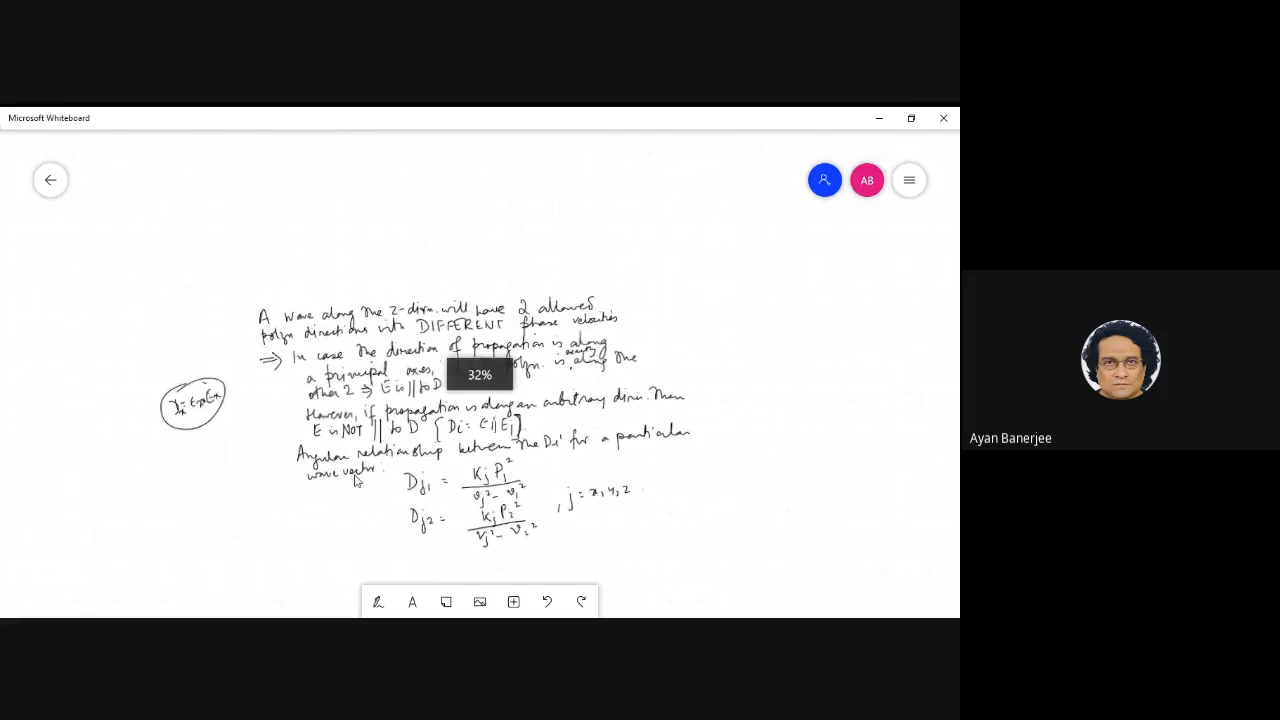 Microsoft Whiteboard
AB
A wave along the z-dirn. will have 2 allowed
polzn directions with DIFFERENT phase velocities
⇒ In case the direction of propagation is along
a principal axes, polzn. is along the
other 2 ⇒ E is || to D
32%
However, if propagation is along an arbitrary dirn. Then
E is NOT || to D [Di = εij Ej].
Angular relationship between the Di for a particular
wave vector:
Dj1 = Kj P1² / vj² - v1²
Dj2 = Kj P2² / vj² - v2² , j = x, y, z
Ayan Banerjee